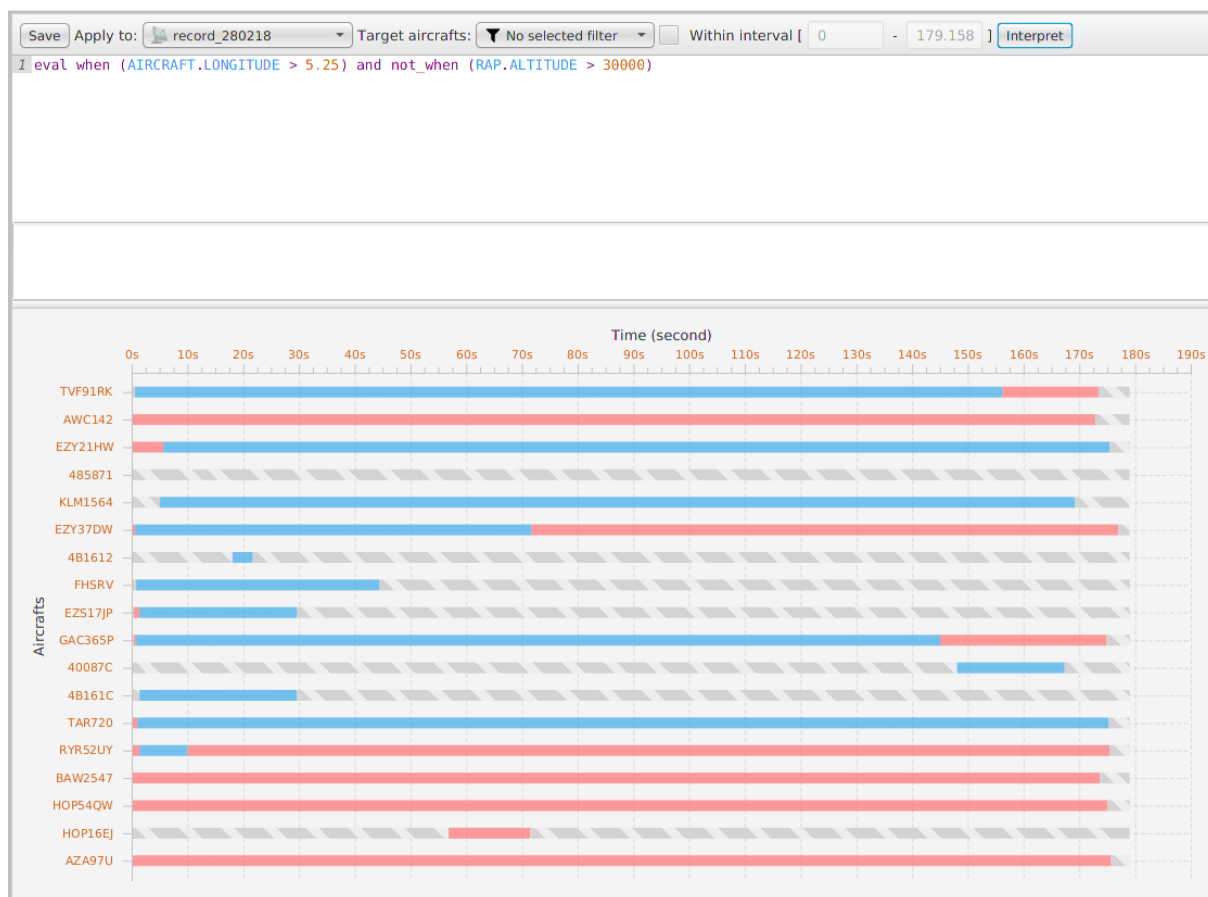 Save Apply to: record_280218 Target aircrafts: No selected filter Within interval [ 0 - 179.158 ] Interpret
1 eval when (AIRCRAFT.LONGITUDE > 5.25) and not_when (RAP.ALTITUDE > 30000)
Time (second)
0s 10s 20s 30s 40s 50s 60s 70s 80s 90s 100s 110s 120s 130s 140s 150s 160s 170s 180s 190s
Aircrafts
TVF91RK
AWC142
EZY21HW
485871
KLM1564
EZY37DW
4B1612
FHSRV
EZS17JP
GAC365P
40087C
4B161C
TAR720
RYR52UY
BAW2547
HOP54QW
HOP16EJ
AZA97U